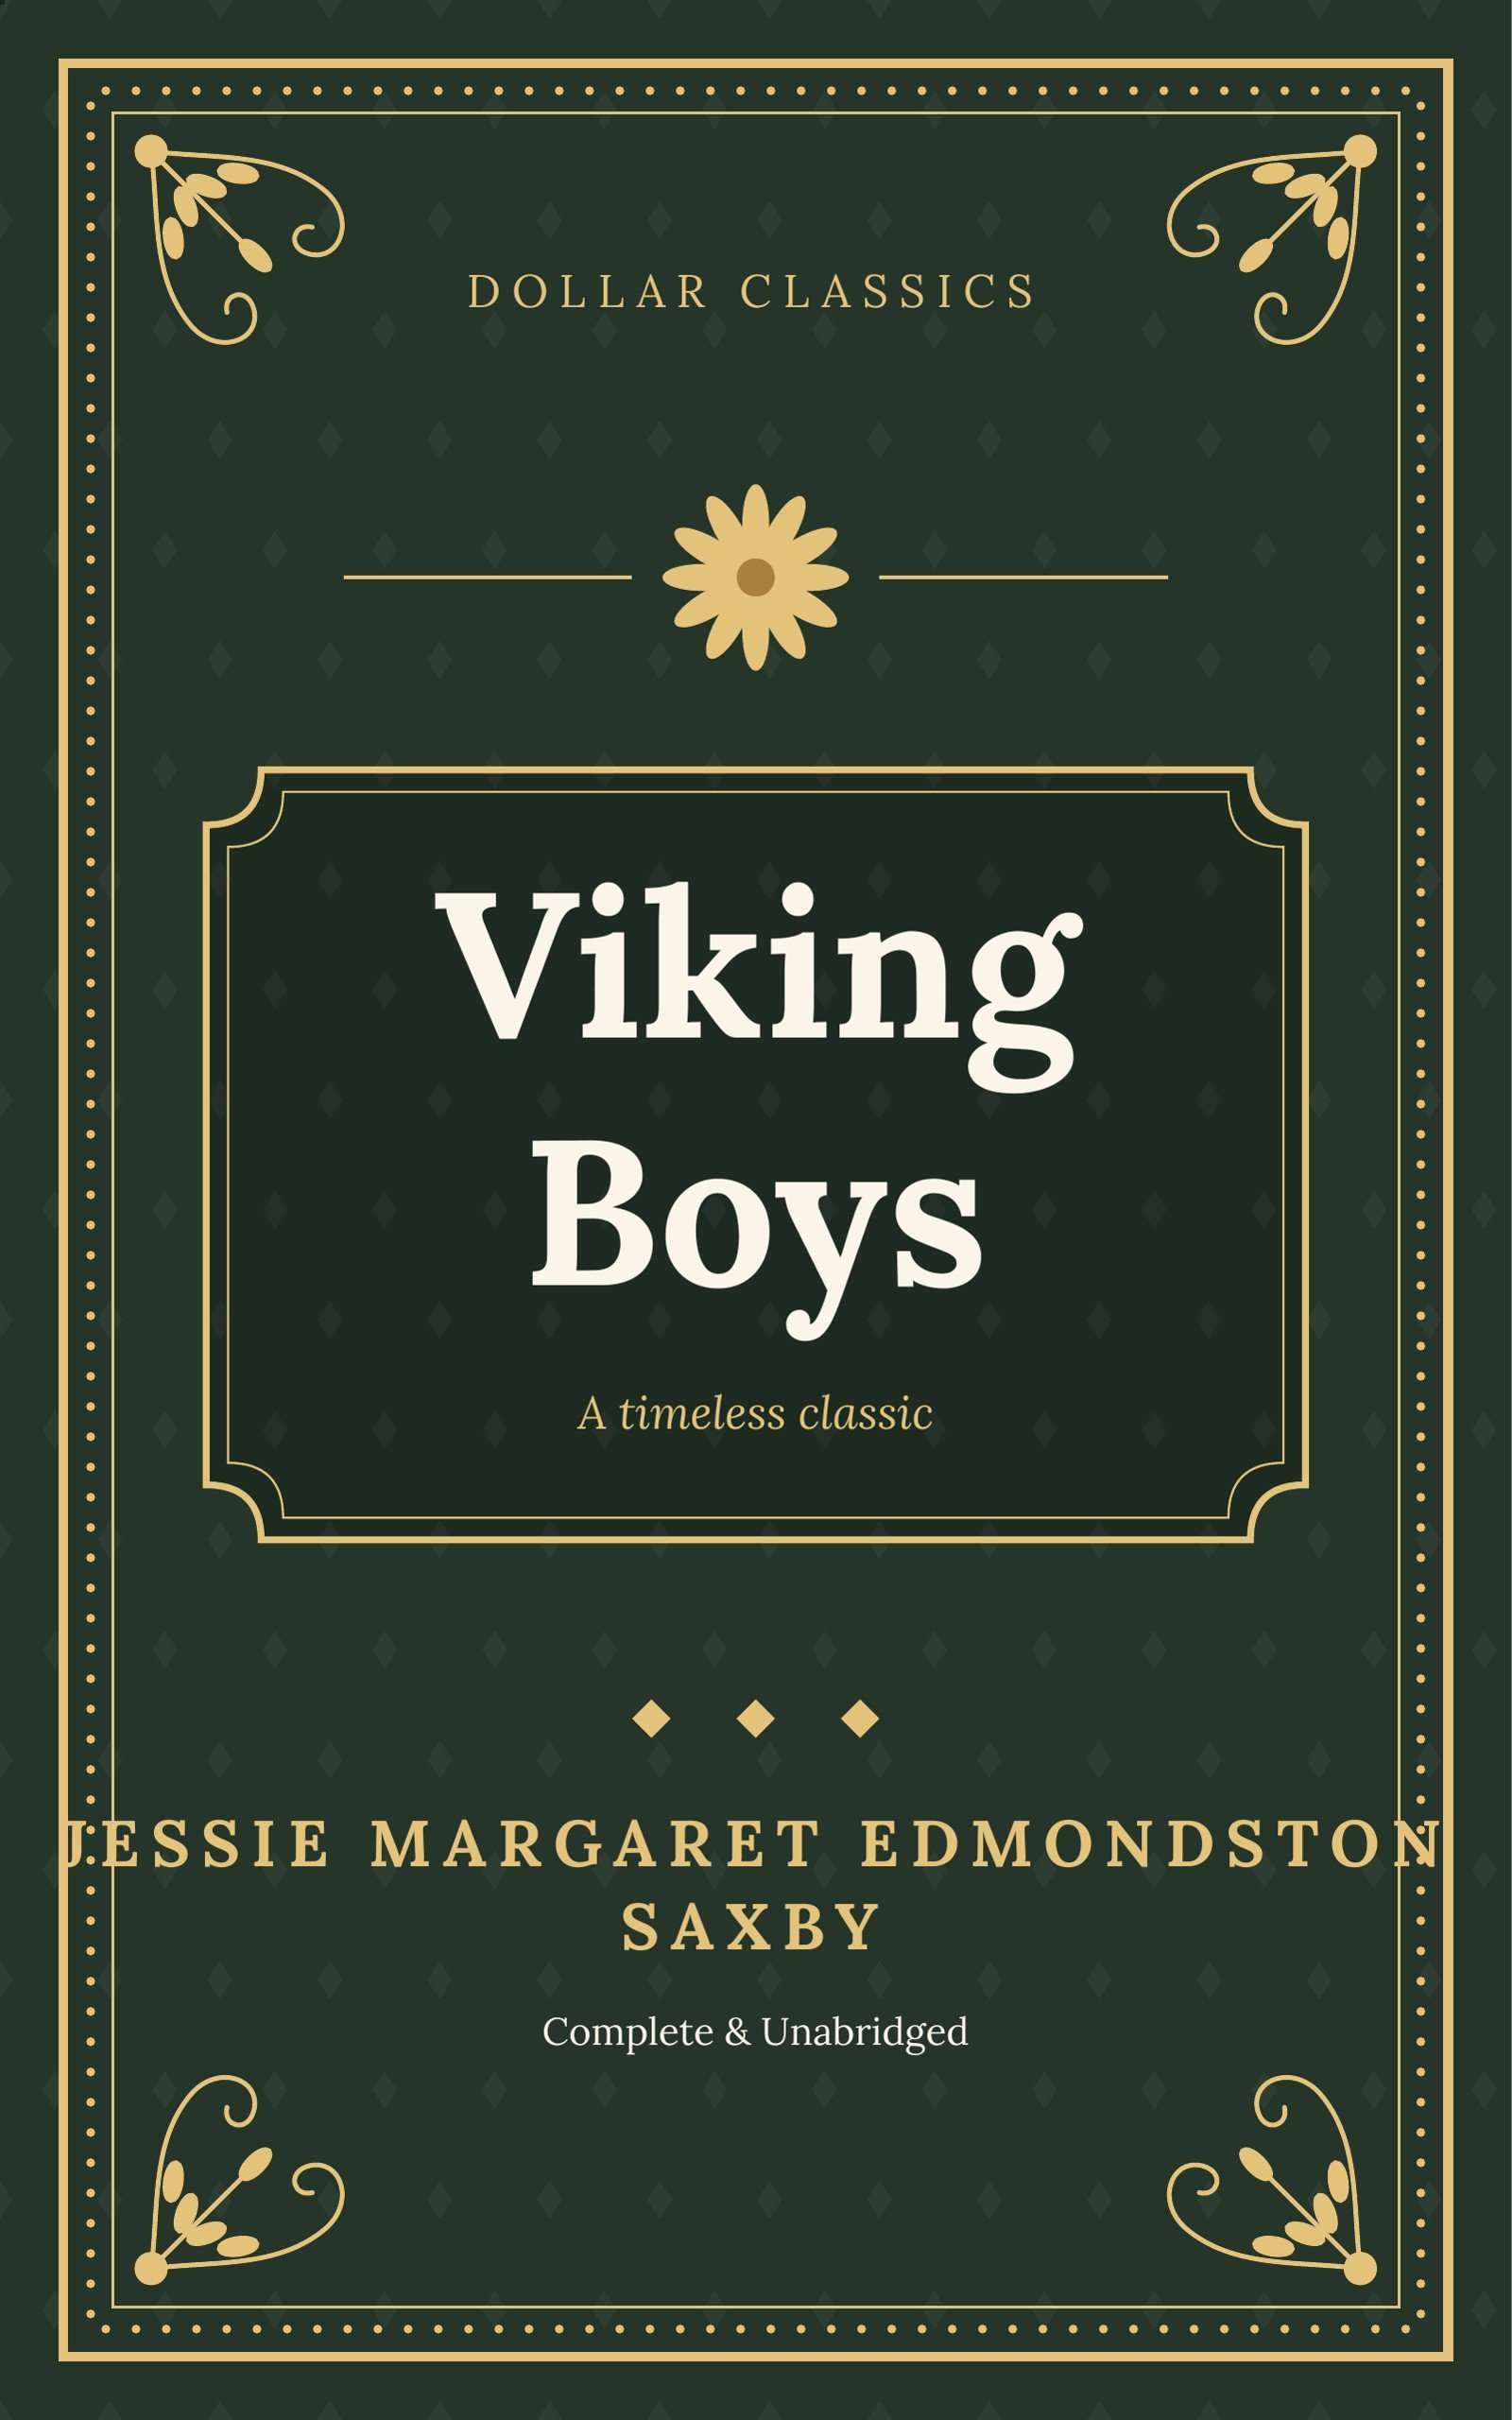 DOLLAR CLASSICS
Viking
Boys
A timeless classic
JESSIE MARGARET EDMONDSTON
SAXBY
Complete & Unabridged